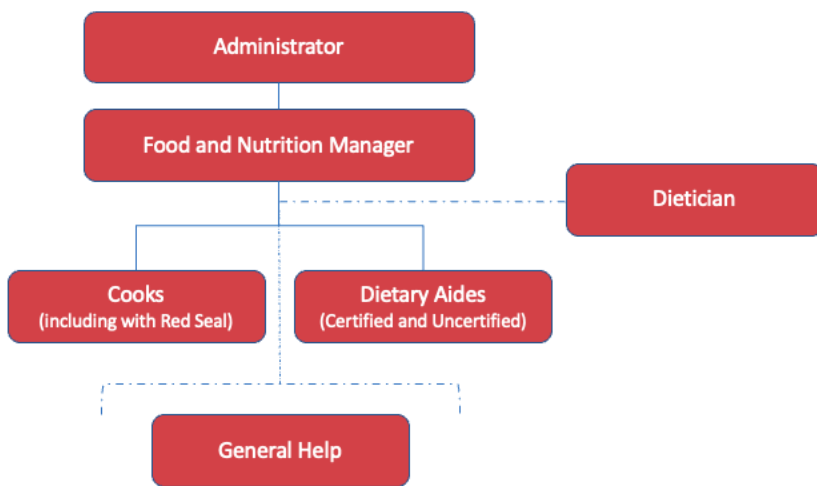 Administrator
Food and Nutrition Manager
Dietician
Cooks
(including with Red Seal)
Dietary Aides
(Certified and Uncertified)
General Help